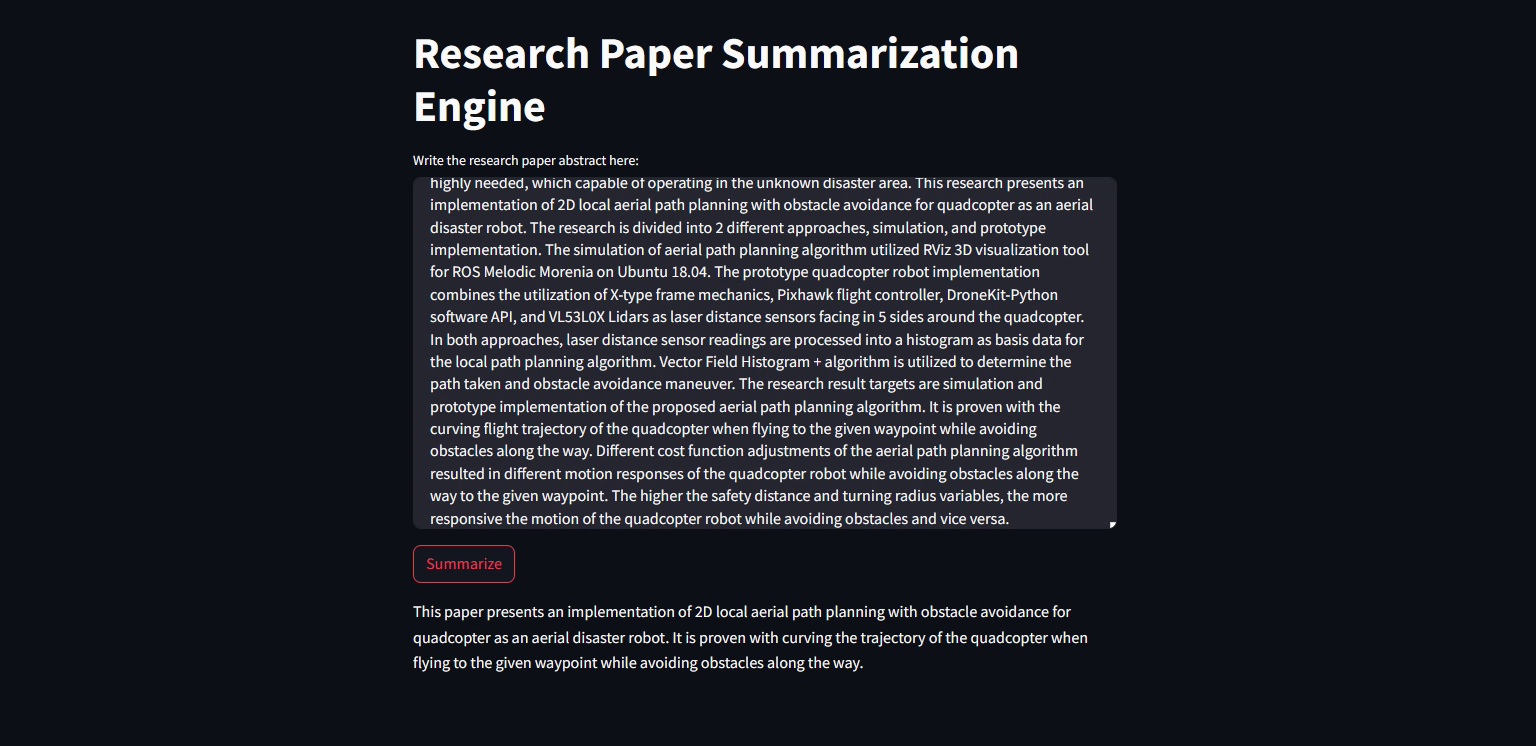 Research Paper Summarization
Engine
Write the research paper abstract here:
highly needed, which capable of operating in the unknown disaster area. This research presents an
implementation of 2D local aerial path planning with obstacle avoidance for quadcopter as an aerial
disaster robot. The research is divided into 2 different approaches, simulation, and prototype
implementation. The simulation of aerial path planning algorithm utilized RViz 3D visualization tool
for ROS Melodic Morenia on Ubuntu 18.04. The prototype quadcopter robot implementation
combines the utilization of X-type frame mechanics, Pixhawk flight controller, DroneKit-Python
software API, and VL53L0X Lidars as laser distance sensors facing in 5 sides around the quadcopter.
In both approaches, laser distance sensor readings are processed into a histogram as basis data for
the local path planning algorithm. Vector Field Histogram + algorithm is utilized to determine the
path taken and obstacle avoidance maneuver. The research result targets are simulation and
prototype implementation of the proposed aerial path planning algorithm. It is proven with the
curving flight trajectory of the quadcopter when flying to the given waypoint while avoiding
obstacles along the way. Different cost function adjustments of the aerial path planning algorithm
resulted in different motion responses of the quadcopter robot while avoiding obstacles along the
way to the given waypoint. The higher the safety distance and turning radius variables, the more
responsive the motion of the quadcopter robot while avoiding obstacles and vice versa.
Summarize
This paper presents an implementation of 2D local aerial path planning with obstacle avoidance for
quadcopter as an aerial disaster robot. It is proven with curving the trajectory of the quadcopter when
flying to the given waypoint while avoiding obstacles along the way.